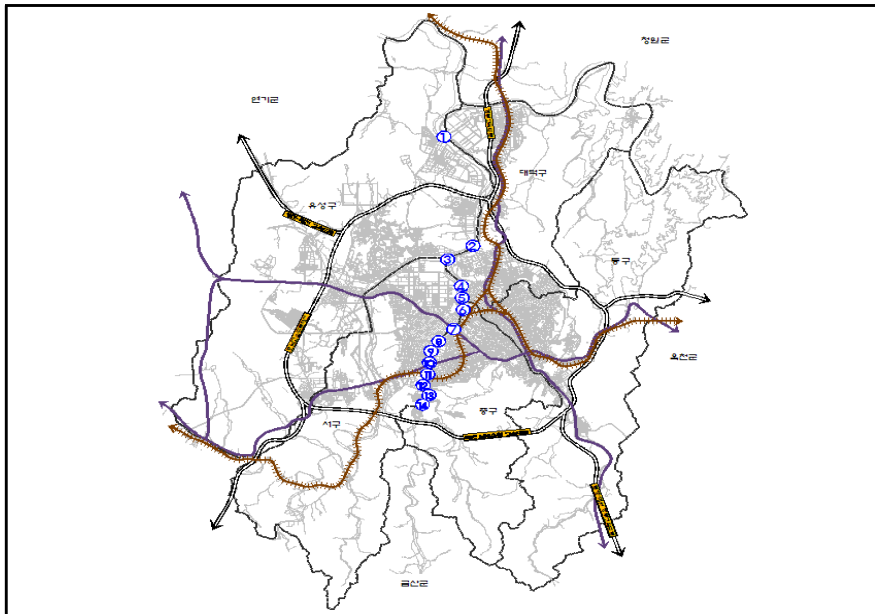 청원군
연기군
①
대덕구
유성구
②
③
동구
④
⑤
⑥
⑦
⑧
⑨
옥천군
⑩
⑪
⑫
⑬
⑭
중구
서구
금산군